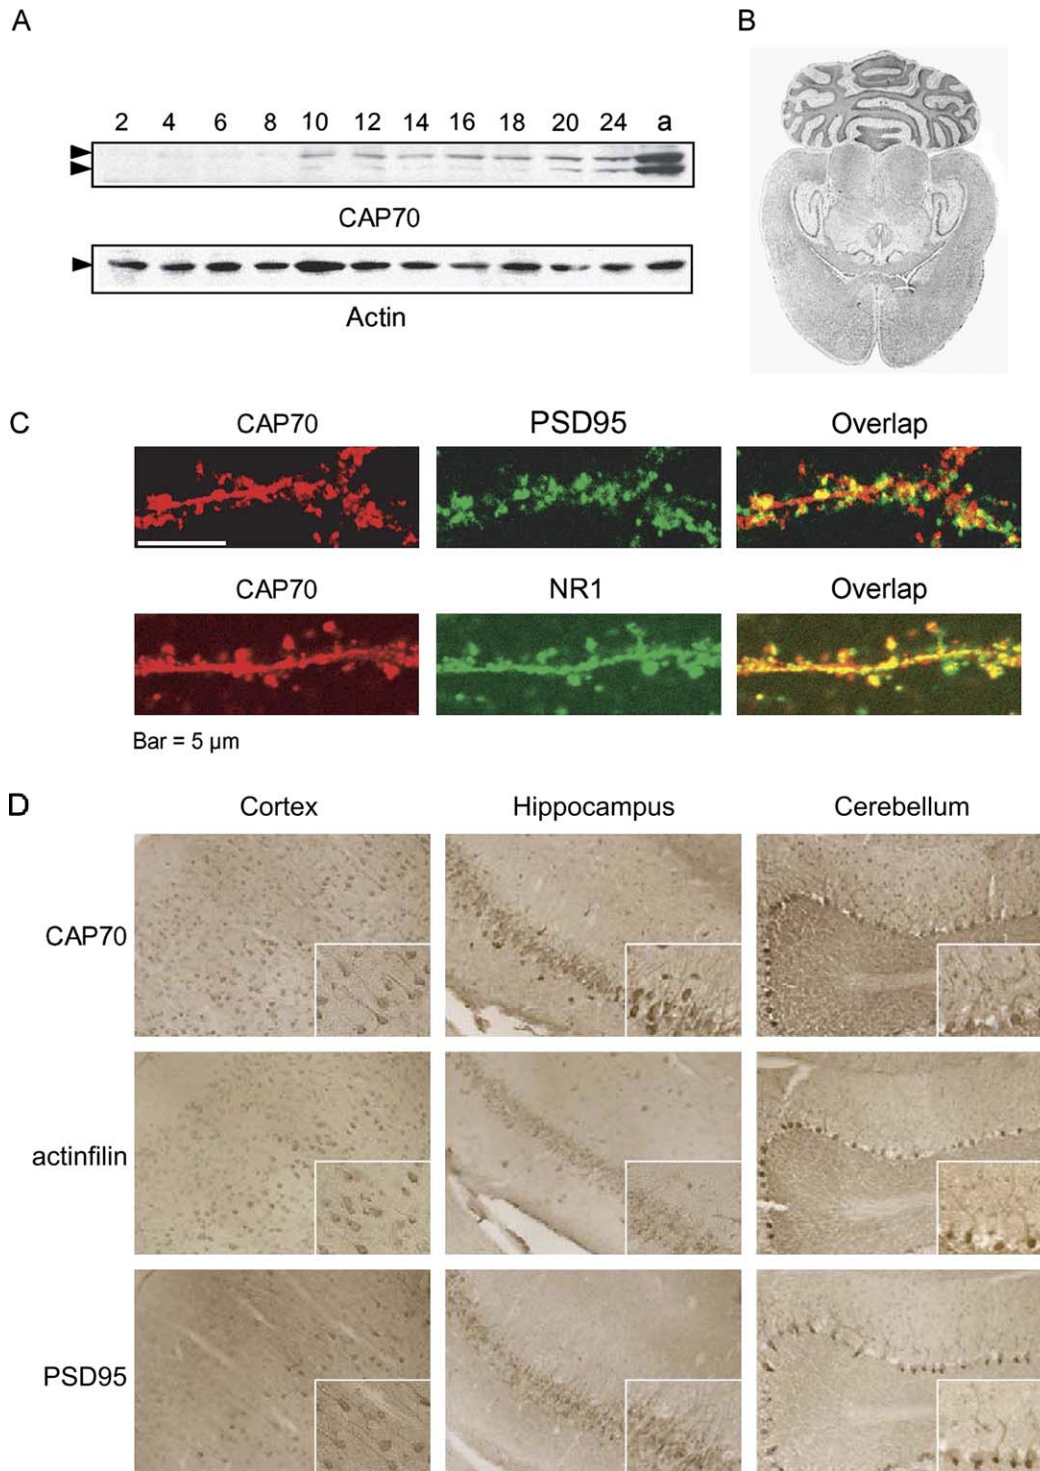 A
B
2 4 6 8 10 12 14 16 18 20 24 a
CAP70
Actin
C
CAP70 PSD95 Overlap
CAP70 NR1 Overlap
Bar = 5 µm
D
Cortex Hippocampus Cerebellum
CAP70
actinfilin
PSD95